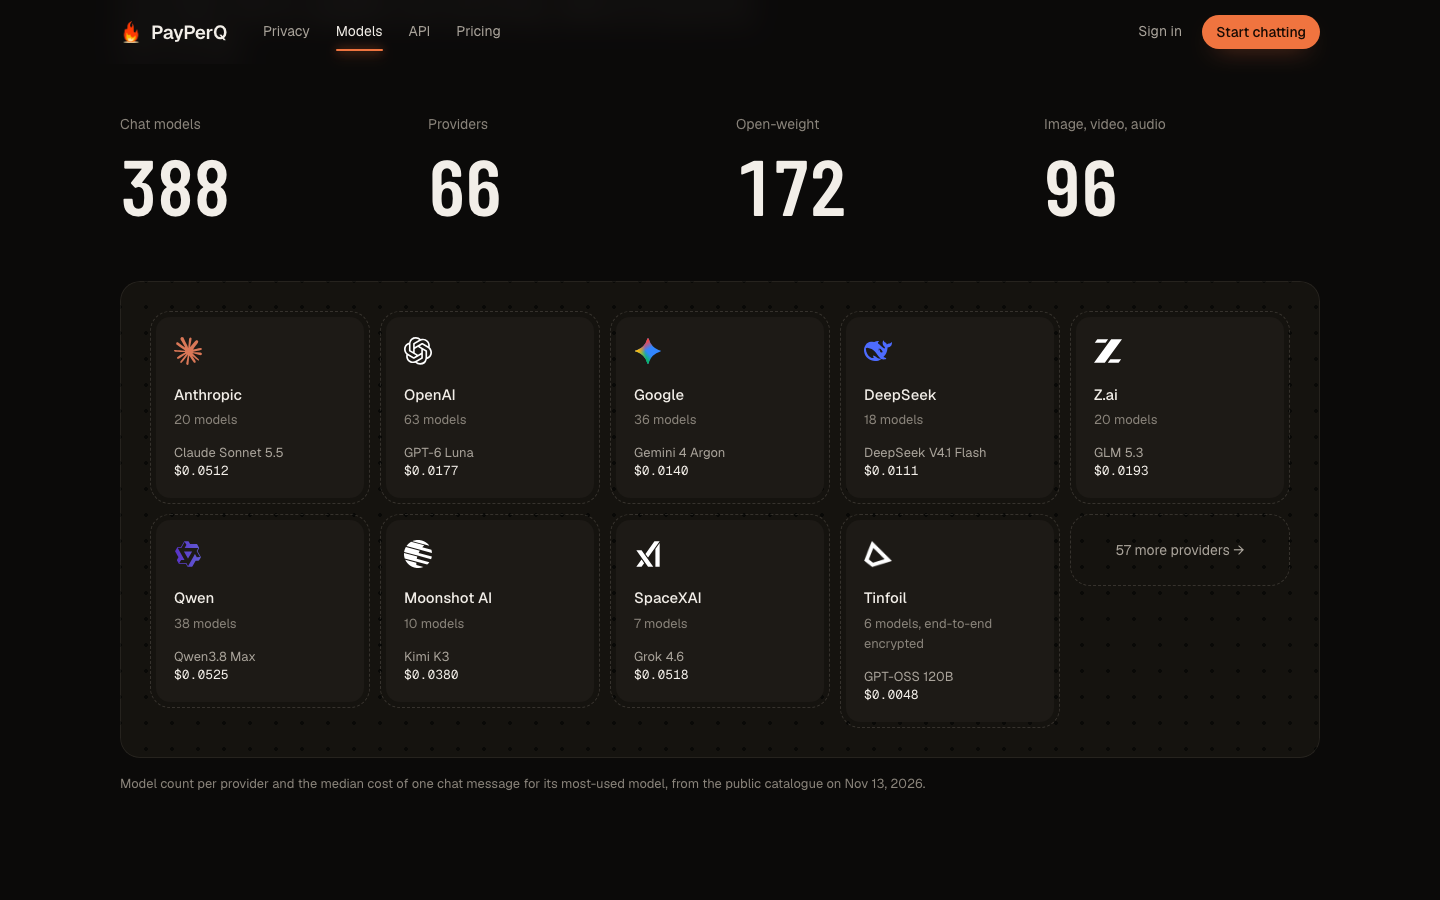 PayPerQ
Privacy
Models
API
Pricing
Sign in
Start chatting
Chat models
388
Providers
66
Open-weight
172
Image, video, audio
96
Anthropic
20 models
Claude Sonnet 5.5
$0.0512
OpenAI
63 models
GPT-6 Luna
$0.0177
Google
36 models
Gemini 4 Argon
$0.0140
DeepSeek
18 models
DeepSeek V4.1 Flash
$0.0111
Z.ai
20 models
GLM 5.3
$0.0193
Qwen
38 models
Qwen3.8 Max
$0.0525
Moonshot AI
10 models
Kimi K3
$0.0380
SpaceXAI
7 models
Grok 4.6
$0.0518
Tinfoil
6 models, end-to-end
encrypted
GPT-OSS 120B
$0.0048
57 more providers →
Model count per provider and the median cost of one chat message for its most-used model, from the public catalogue on Nov 13, 2026.